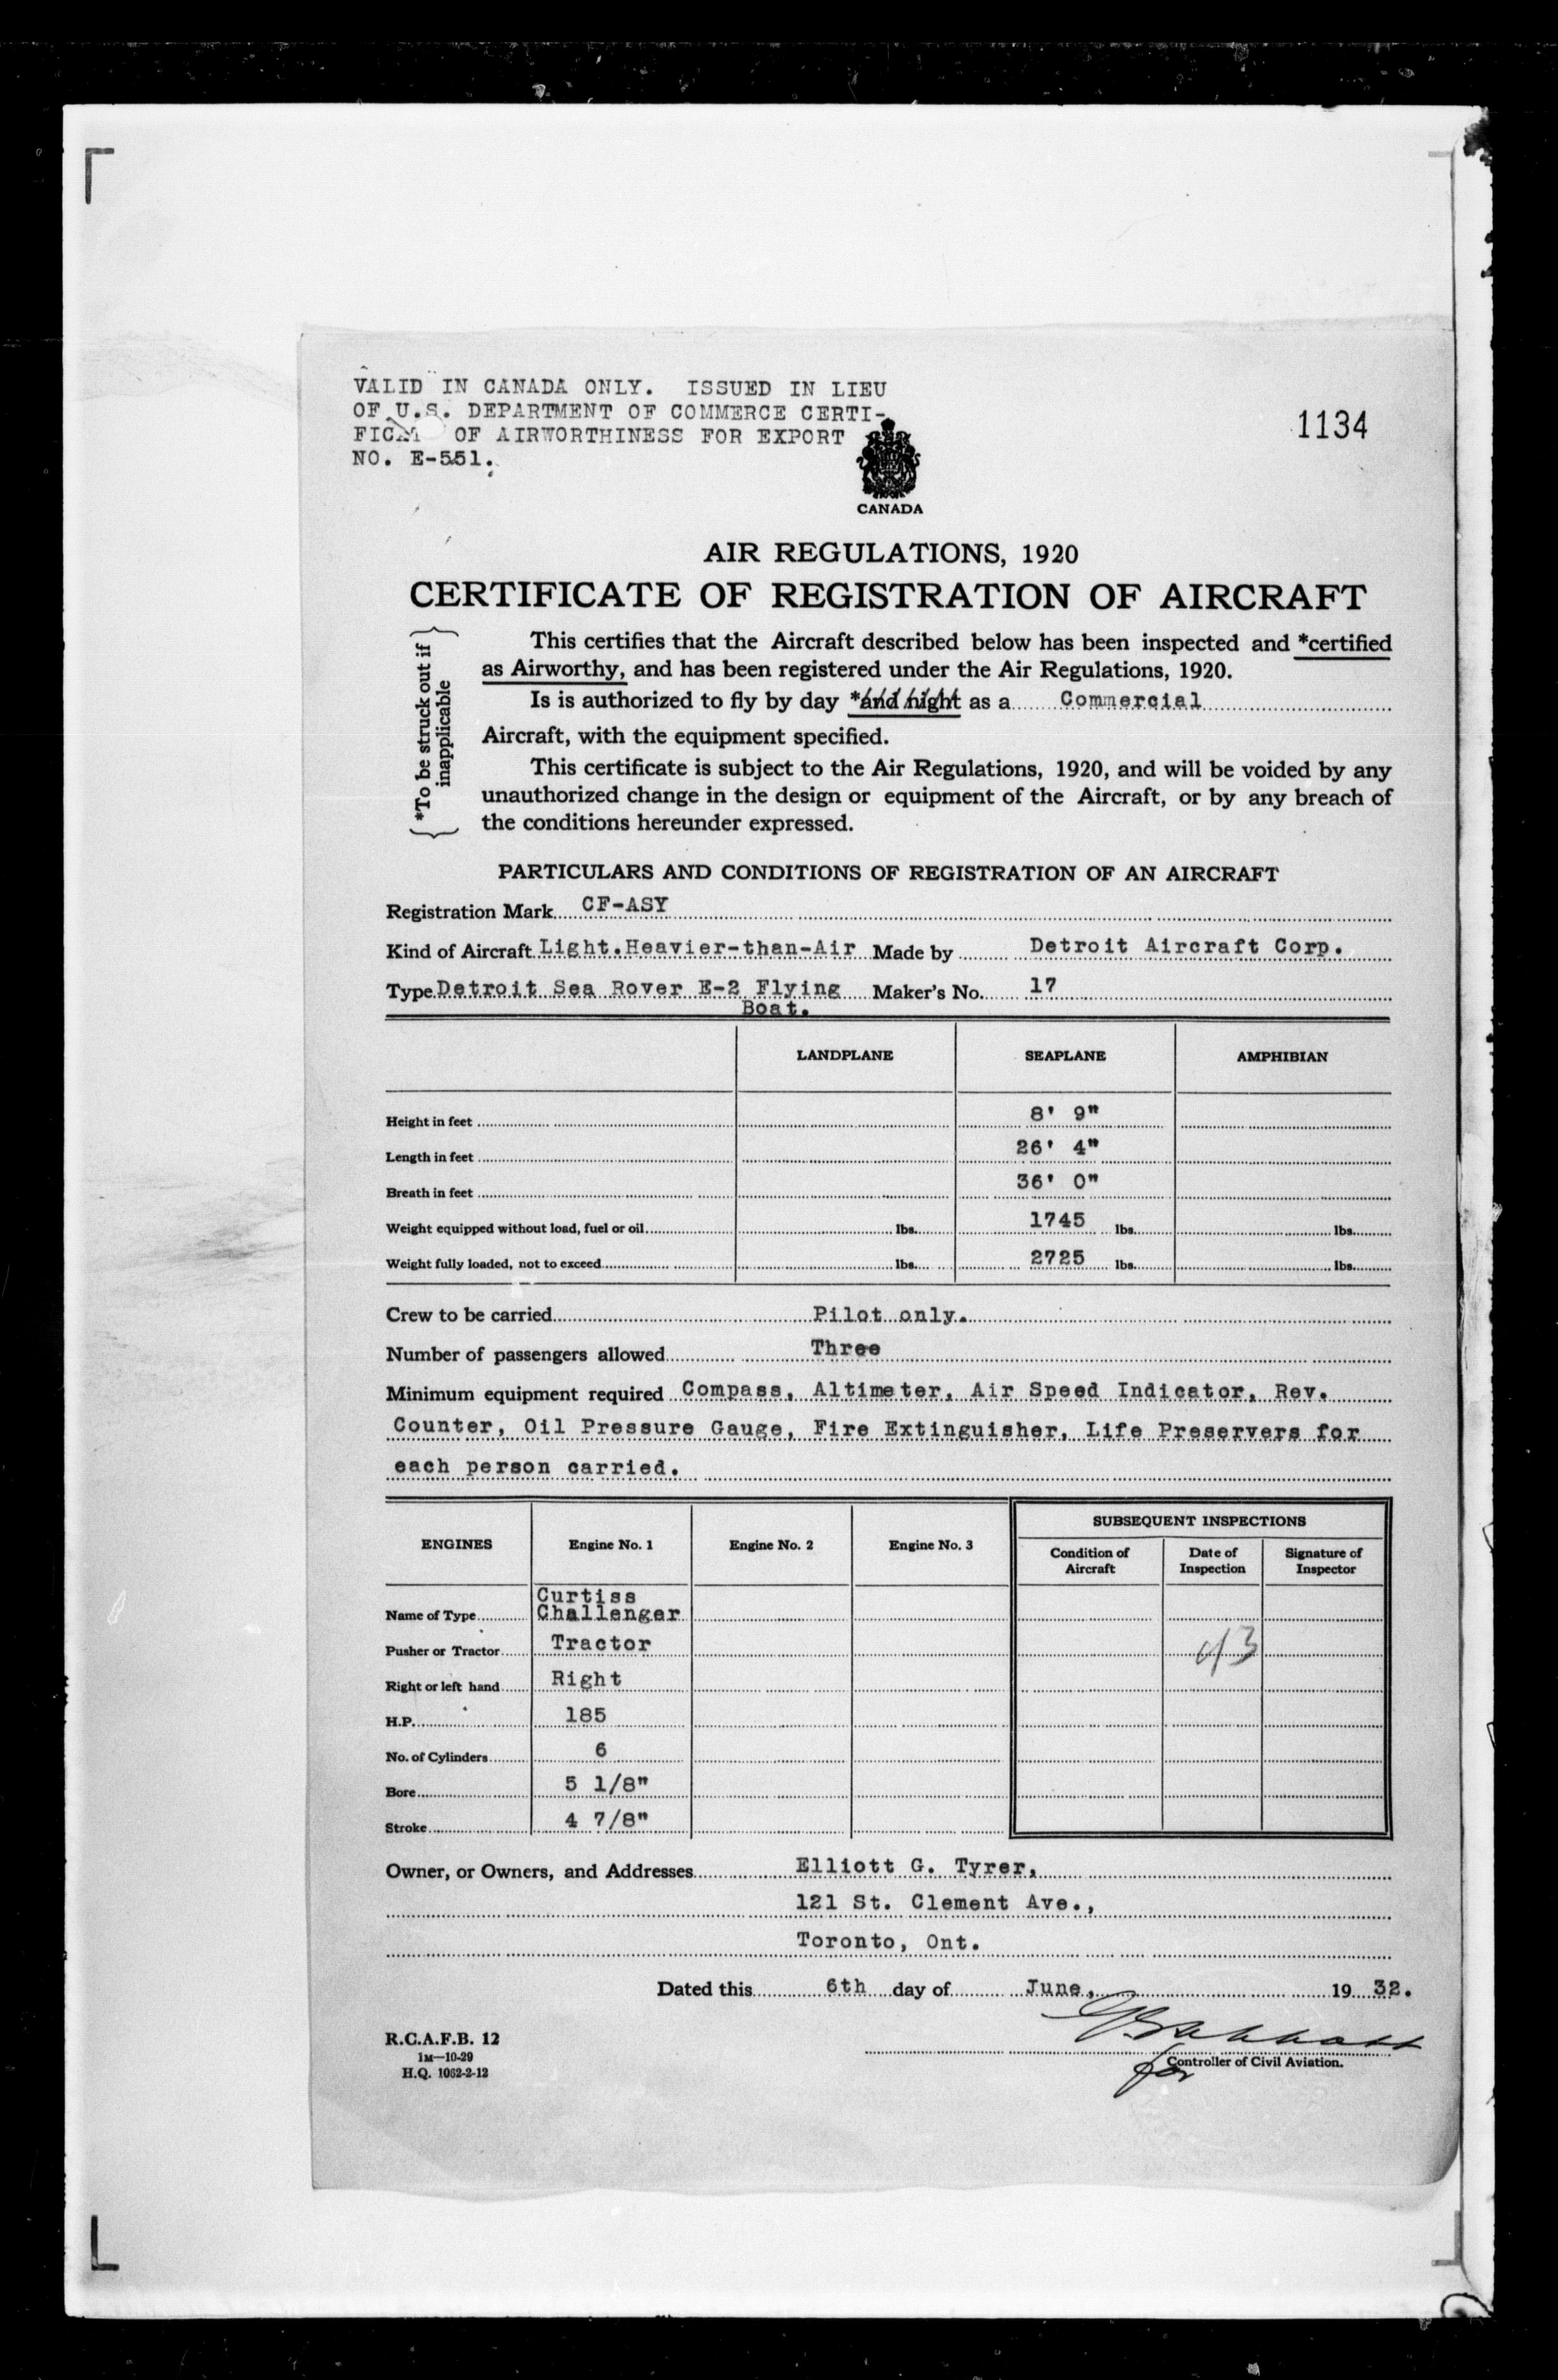 VALID IN CANADA ONLY. ISSUED IN LIEU
OF U.S. DEPARTMENT OF COMMERCE CERTI-
OF AIRWORTHINESS FOR EXPORT
NO. E-551.
1134
CANADA
AIR REGULATIONS, 1920
CERTIFICATE OF REGISTRATION OF AIRCRAFT
*To be struck out if
inapplicable
This certifies that the Aircraft described below has been inspected and *certified
as Airworthy, and has been registered under the Air Regulations, 1920.
Is is authorized to fly by day *and night as a Commercial
Aircraft, with the equipment specified.
This certificate is subject to the Air Regulations, 1920, and will be voided by any
unauthorized change in the design or equipment of the Aircraft, or by any breach of
the conditions hereunder expressed.
PARTICULARS AND CONDITIONS OF REGISTRATION OF AN AIRCRAFT
Registration Mark CF-ASY
Kind of Aircraft Light.Heavier-than-Air Made by Detroit Aircraft Corp.
Type Detroit Sea Rover E-2 Flying Maker's No. 17
Boat.
LANDPLANE SEAPLANE AMPHIBIAN
Height in feet 8' 9"
Length in feet 26' 4"
Breath in feet 36' 0"
Weight equipped without load, fuel or oil lbs. 1745 lbs. lbs.
Weight fully loaded, not to exceed lbs. 2725 lbs. lbs.
Crew to be carried Pilot only.
Number of passengers allowed Three
Minimum equipment required Compass, Altimeter, Air Speed Indicator, Rev.
Counter, Oil Pressure Gauge, Fire Extinguisher, Life Preservers for
each person carried.
ENGINES Engine No. 1 Engine No. 2 Engine No. 3 SUBSEQUENT INSPECTIONS
Condition of Aircraft Date of Inspection Signature of Inspector
Curtiss
Name of Type Challenger
Pusher or Tractor Tractor
Right or left hand Right
H.P. 185
No. of Cylinders 6
Bore 5 1/8"
Stroke 4 7/8"
Owner, or Owners, and Addresses Elliott G. Tyrer,
121 St. Clement Ave.,
Toronto, Ont.
Dated this 6th day of June, 1932.
for Controller of Civil Aviation.
R.C.A.F.B. 12
1M—10-29
H.Q. 1062-2-12